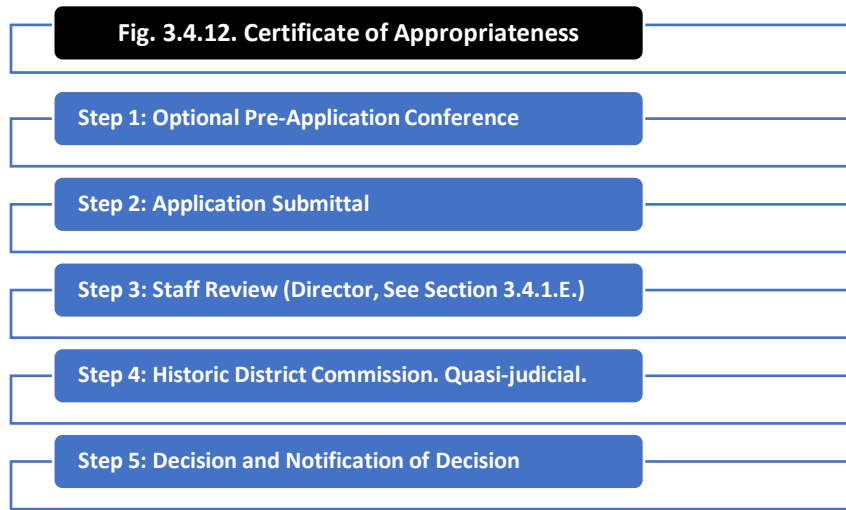 Fig. 3.4.12. Certificate of Appropriateness
Step 1: Optional Pre-Application Conference
Step 2: Application Submittal
Step 3: Staff Review (Director, See Section 3.4.1.E.)
Step 4: Historic District Commission. Quasi-judicial.
Step 5: Decision and Notification of Decision